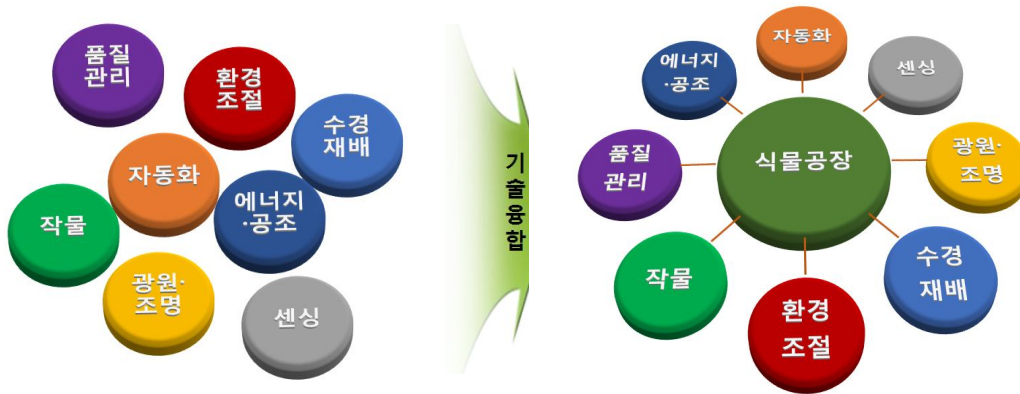 품질
관리
환경
조절
수경
재배
자동화
에너지
·공조
작물
광원·
조명
센싱
기
술
융
합
자동화
에너지
·공조
센싱
품질
관리
식물공장
광원·
조명
작물
수경
재배
환경
조절